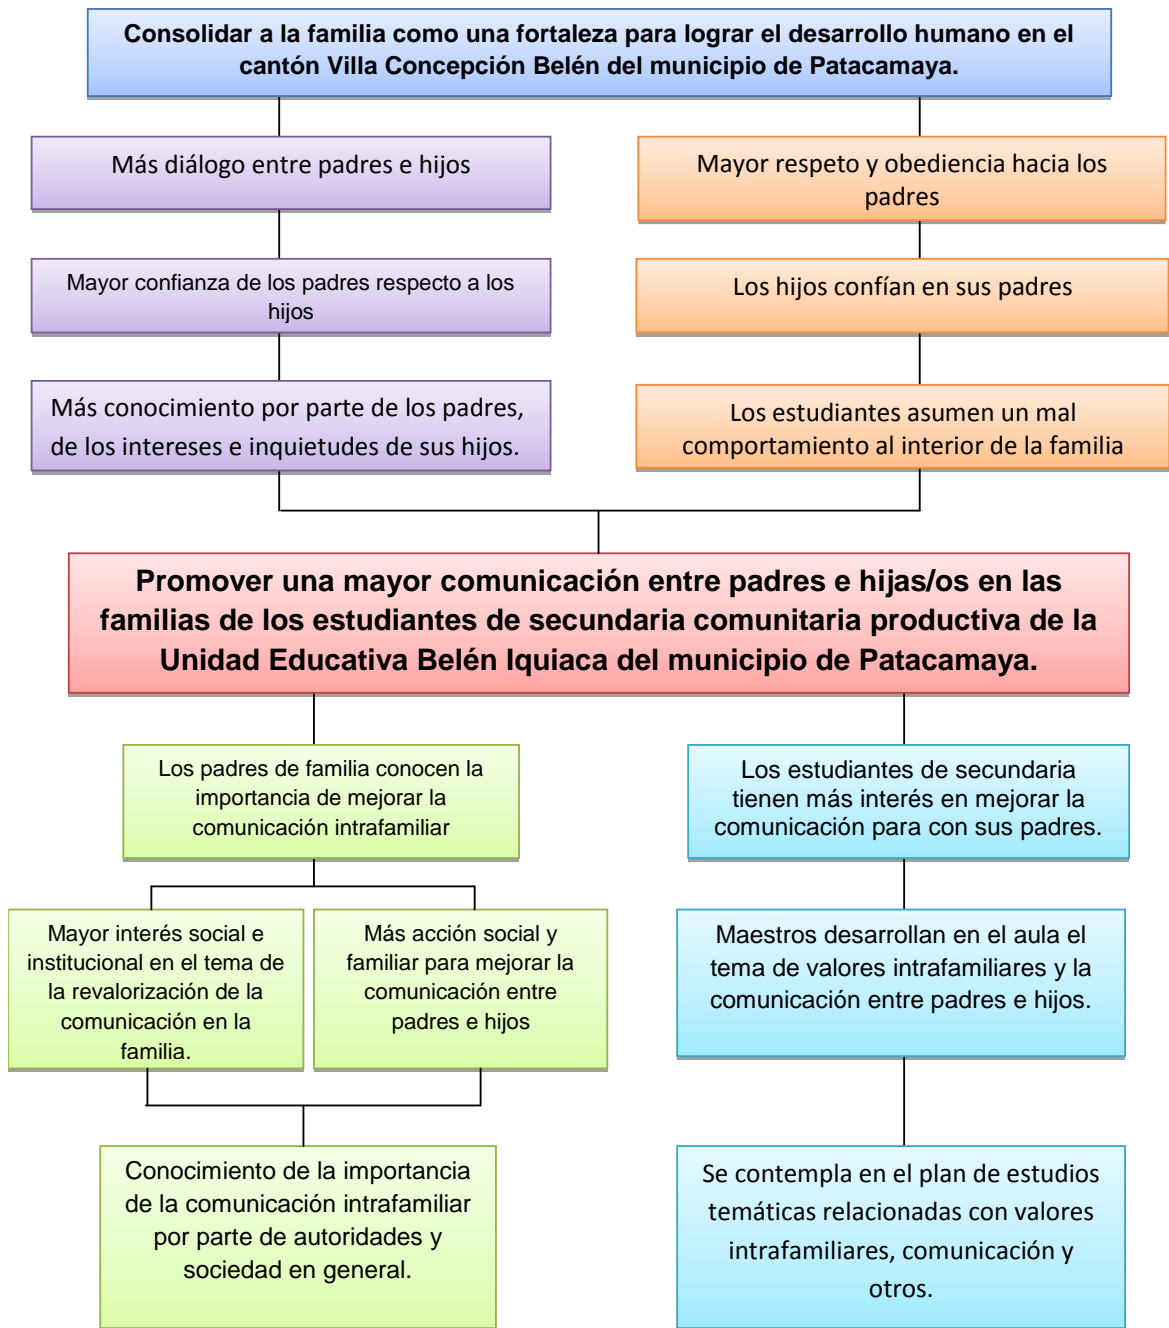 Consolidar a la familia como una fortaleza para lograr el desarrollo humano en el
cantón Villa Concepción Belén del municipio de Patacamaya.
Más diálogo entre padres e hijos
Mayor respeto y obediencia hacia los
padres
Mayor confianza de los padres respecto a los
hijos
Los hijos confían en sus padres
Más conocimiento por parte de los padres,
de los intereses e inquietudes de sus hijos.
Los estudiantes asumen un mal
comportamiento al interior de la familia
Promover una mayor comunicación entre padres e hijas/os en las
familias de los estudiantes de secundaria comunitaria productiva de la
Unidad Educativa Belén Iquiaca del municipio de Patacamaya.
Los padres de familia conocen la
importancia de mejorar la
comunicación intrafamiliar
Los estudiantes de secundaria
tienen más interés en mejorar la
comunicación para con sus padres.
Mayor interés social e
institucional en el tema de
la revalorización de la
comunicación en la
familia.
Más acción social y
familiar para mejorar la
comunicación entre
padres e hijos
Maestros desarrollan en el aula el
tema de valores intrafamiliares y la
comunicación entre padres e hijos.
Conocimiento de la importancia
de la comunicación intrafamiliar
por parte de autoridades y
sociedad en general.
Se contempla en el plan de estudios
temáticas relacionadas con valores
intrafamiliares, comunicación y
otros.